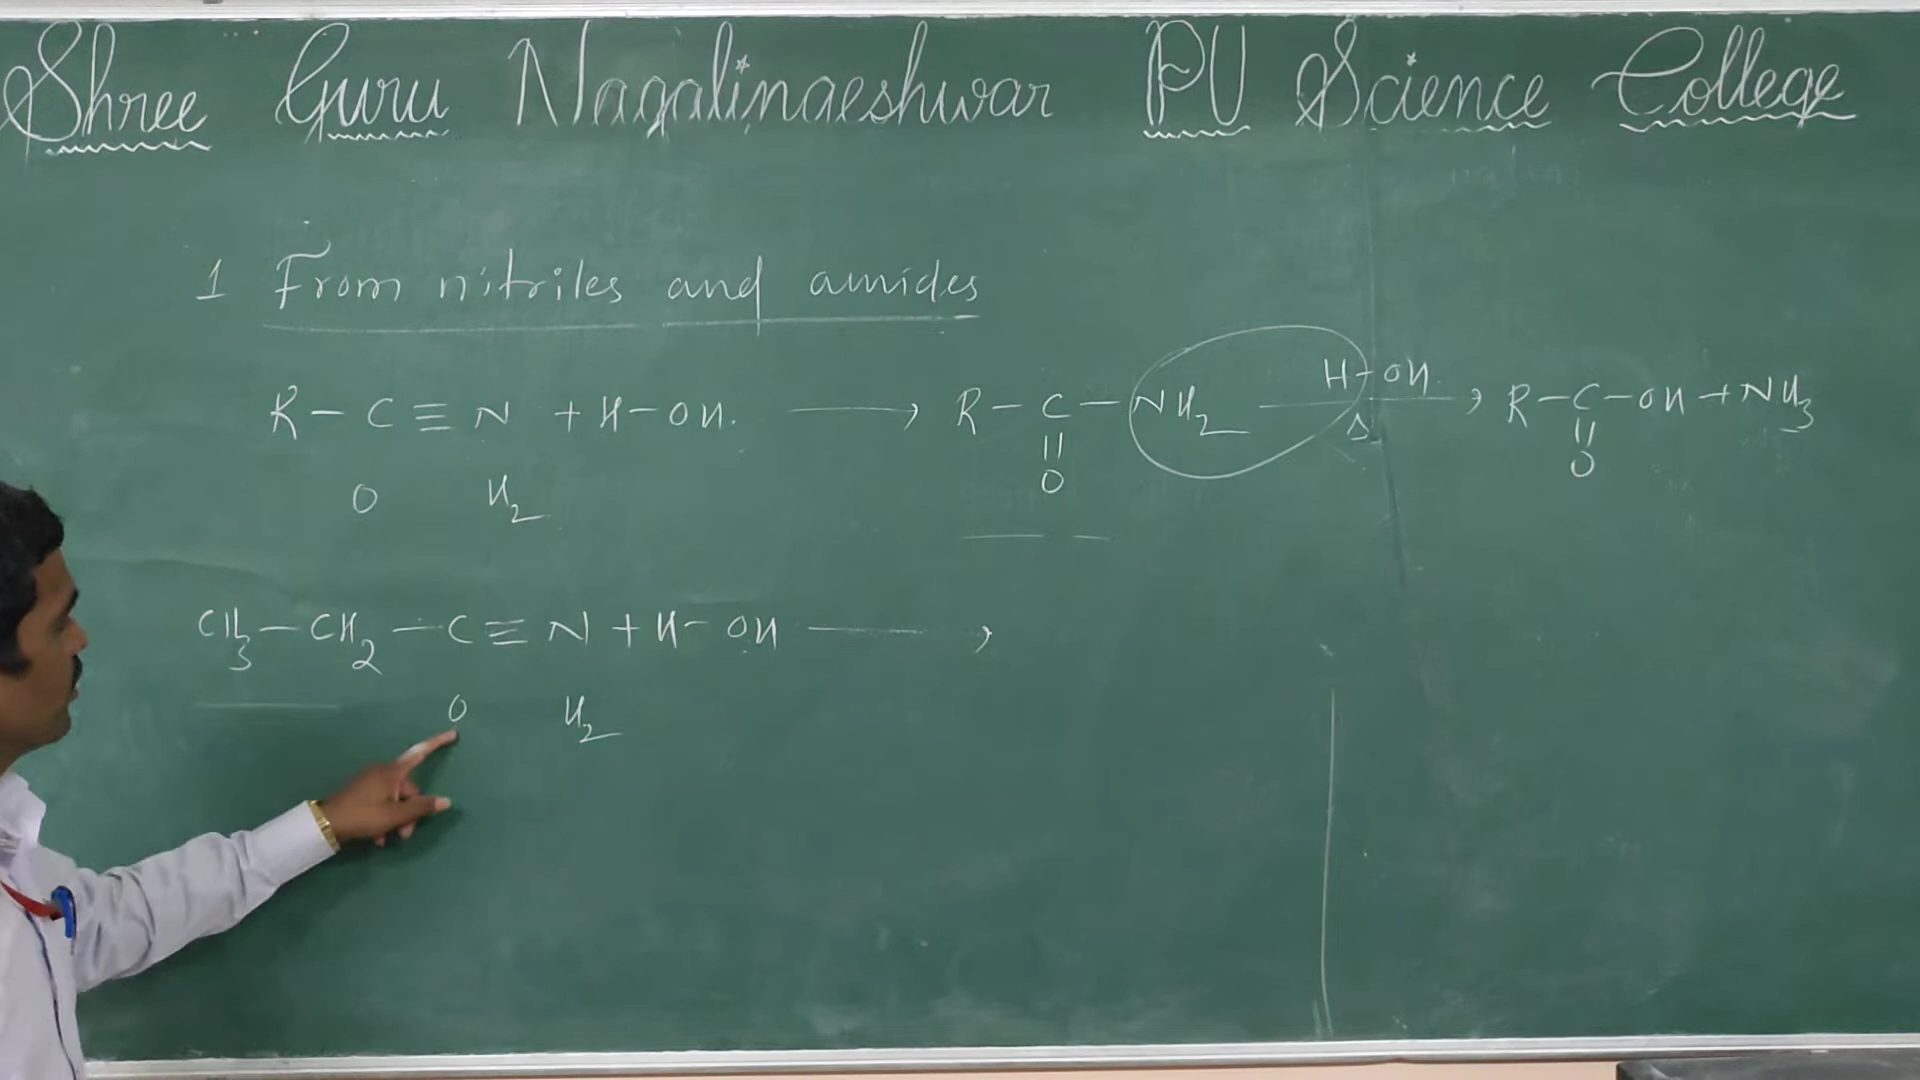 Shree Guru Nagalinaeshwar PU Science College
1 From nitriles and amides
R - C ≡ N + H - OH. → R - C - NH2 H - OH Δ → R - C - OH + NH3
O H2 || O || O
CH3 - CH2 - C ≡ N + H - OH →
O H2